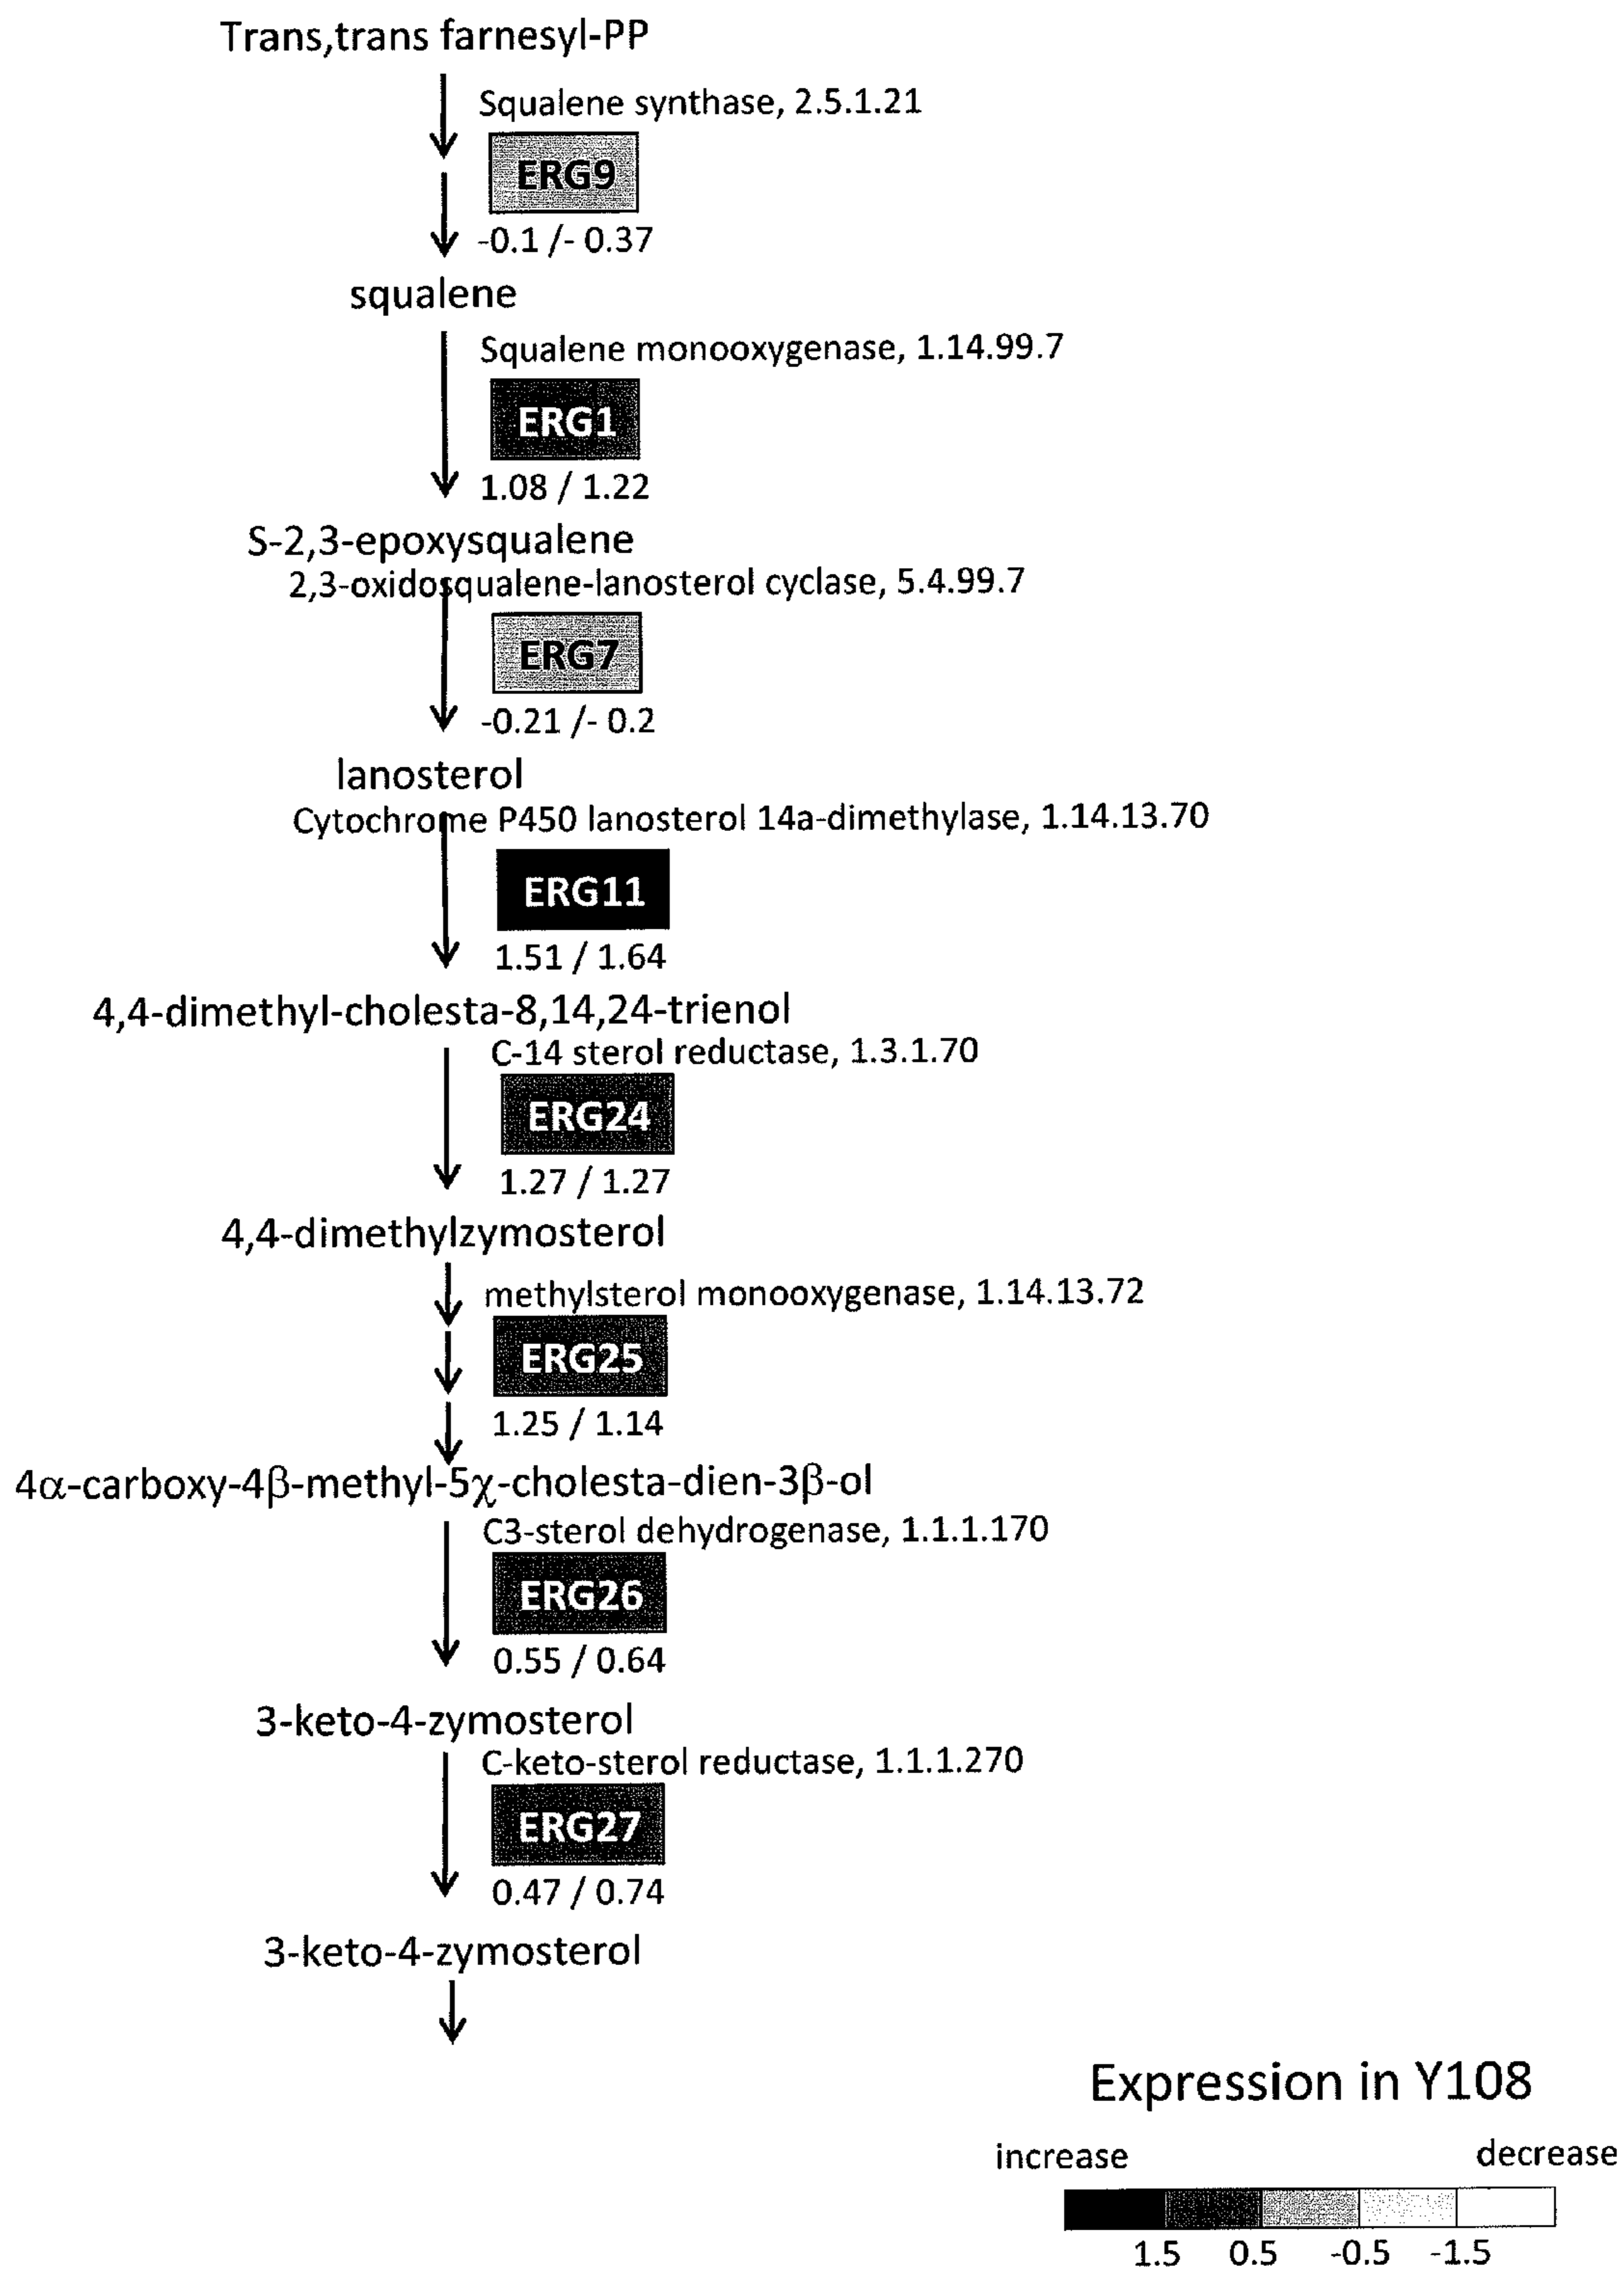 Trans,trans farnesyl-PP
Squalene synthase, 2.5.1.21
ERG9
-0.1 /- 0.37
squalene
Squalene monooxygenase, 1.14.99.7
ERG1
1.08 / 1.22
S-2,3-epoxysqualene
2,3-oxidosqualene-lanosterol cyclase, 5.4.99.7
ERG7
-0.21 /- 0.2
lanosterol
Cytochrome P450 lanosterol 14a-dimethylase, 1.14.13.70
ERG11
1.51 / 1.64
4,4-dimethyl-cholesta-8,14,24-trienol
C-14 sterol reductase, 1.3.1.70
ERG24
1.27 / 1.27
4,4-dimethylzymosterol
methylsterol monooxygenase, 1.14.13.72
ERG25
1.25 / 1.14
4α-carboxy-4β-methyl-5χ-cholesta-dien-3β-ol
C3-sterol dehydrogenase, 1.1.1.170
ERG26
0.55 / 0.64
3-keto-4-zymosterol
C-keto-sterol reductase, 1.1.1.270
ERG27
0.47 / 0.74
3-keto-4-zymosterol
Expression in Y108
increase decrease
1.5 0.5 -0.5 -1.5